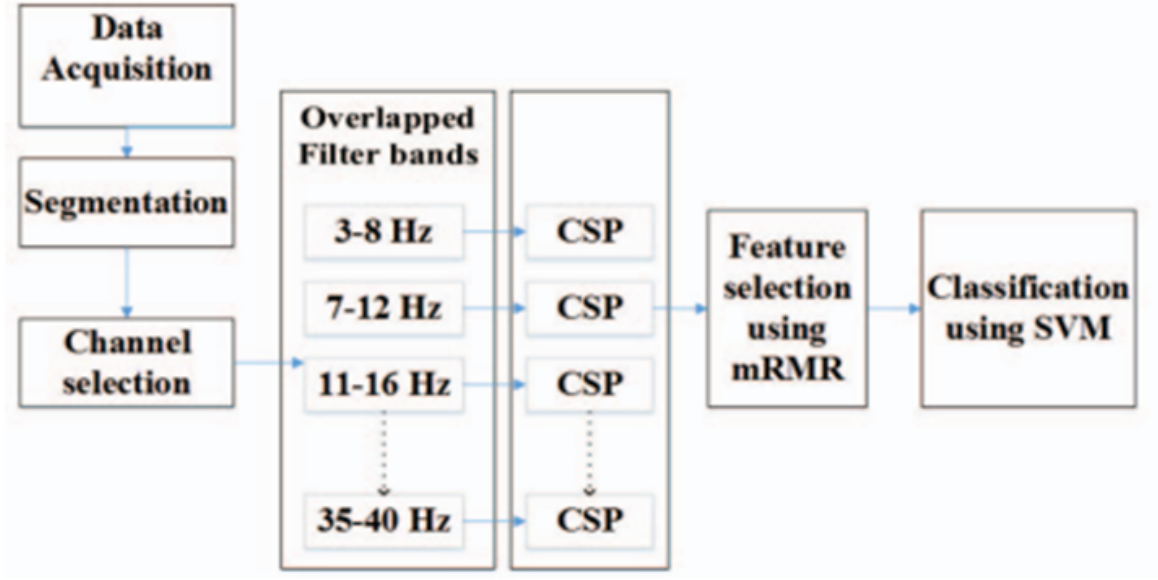 Data
Acquisition
Segmentation
Channel
selection
Overlapped
Filter bands
3-8 Hz
7-12 Hz
11-16 Hz
35-40 Hz
CSP
CSP
CSP
CSP
Feature
selection
using
mRMR
Classification
using SVM